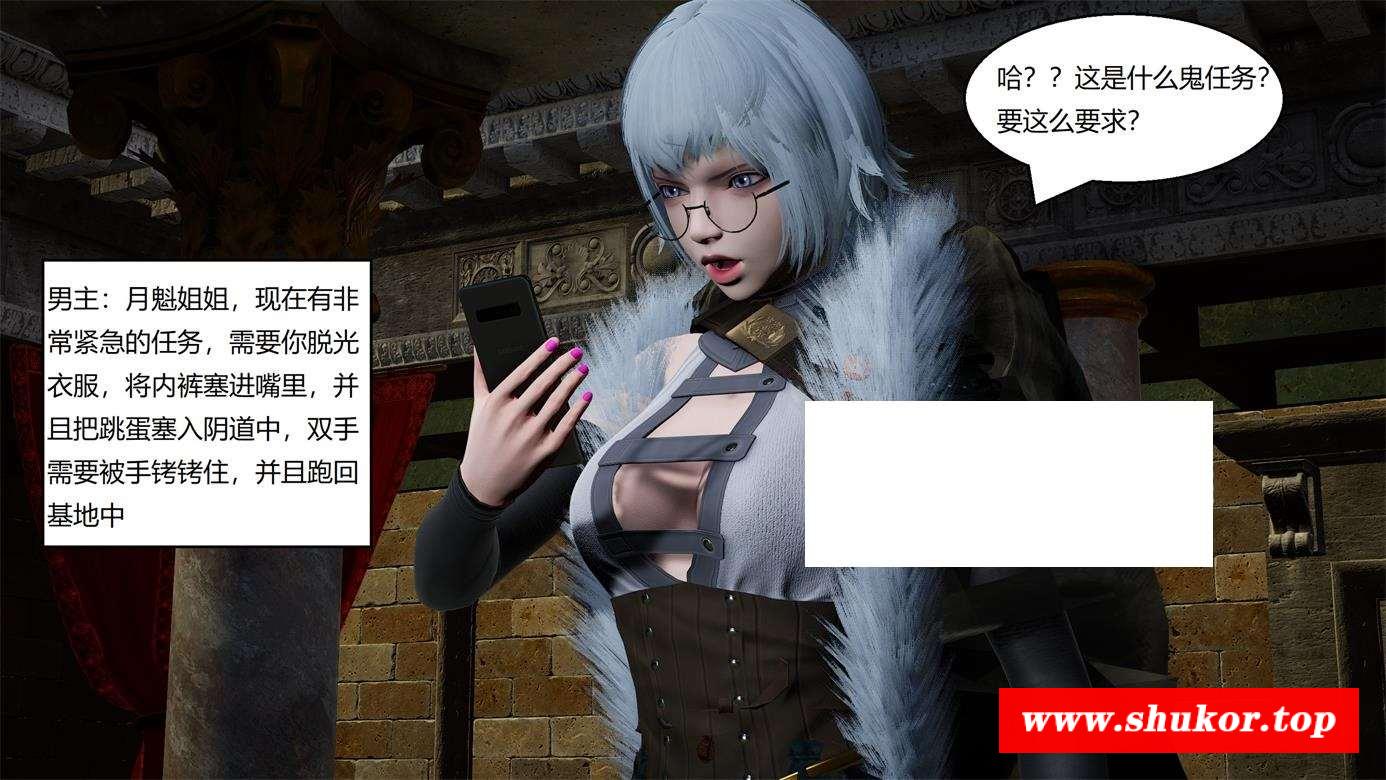 哈？？这是什么鬼任务？
要这么要求？
男主：月魁姐姐，现在有非
常紧急的任务，需要你脱光
衣服，将内裤塞进嘴里，并
且把跳蛋塞入阴道中，双手
需要被手铐铐住，并且跑回
基地中
www.shukor.top